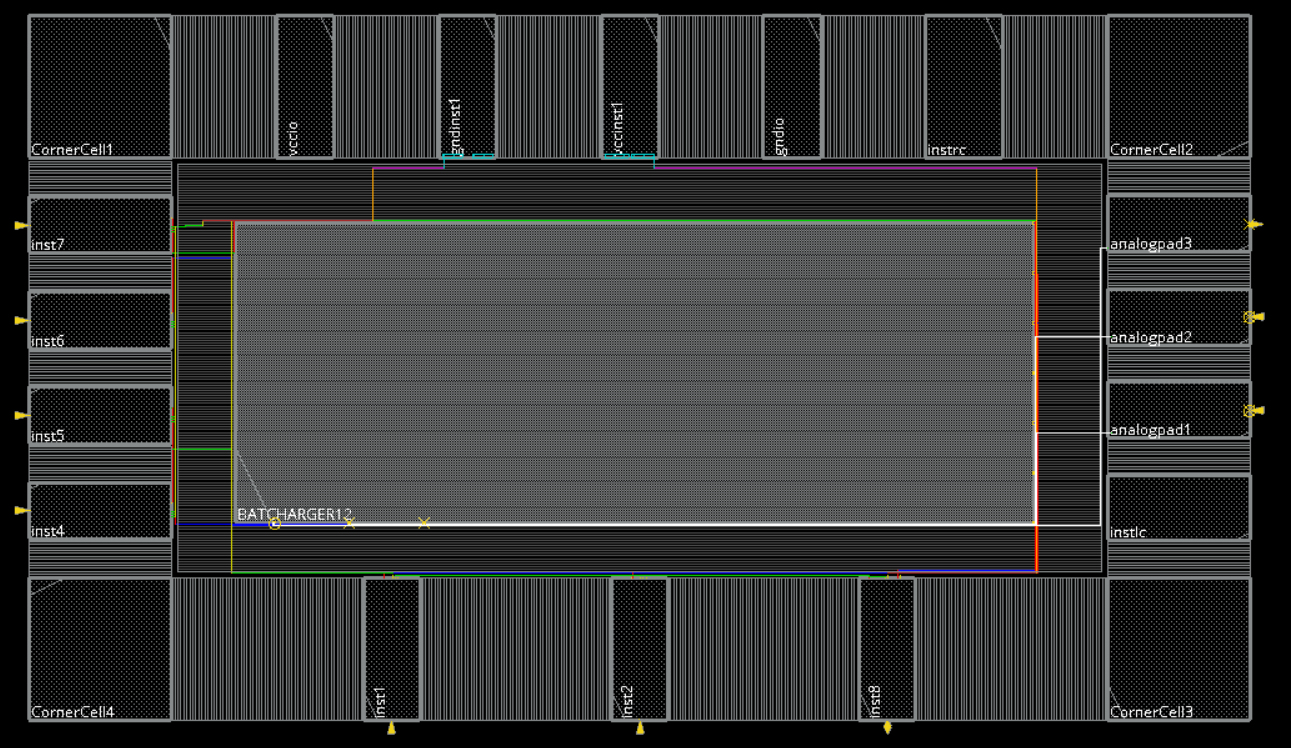 vccio
gndinst1
vccinst1
gndio
instrc
CornerCell1
CornerCell2
inst7
analogpad3
inst6
analogpad2
inst5
analogpad1
BATCHARGER12
inst4
instlc
inst1
inst2
inst8
CornerCell4
CornerCell3